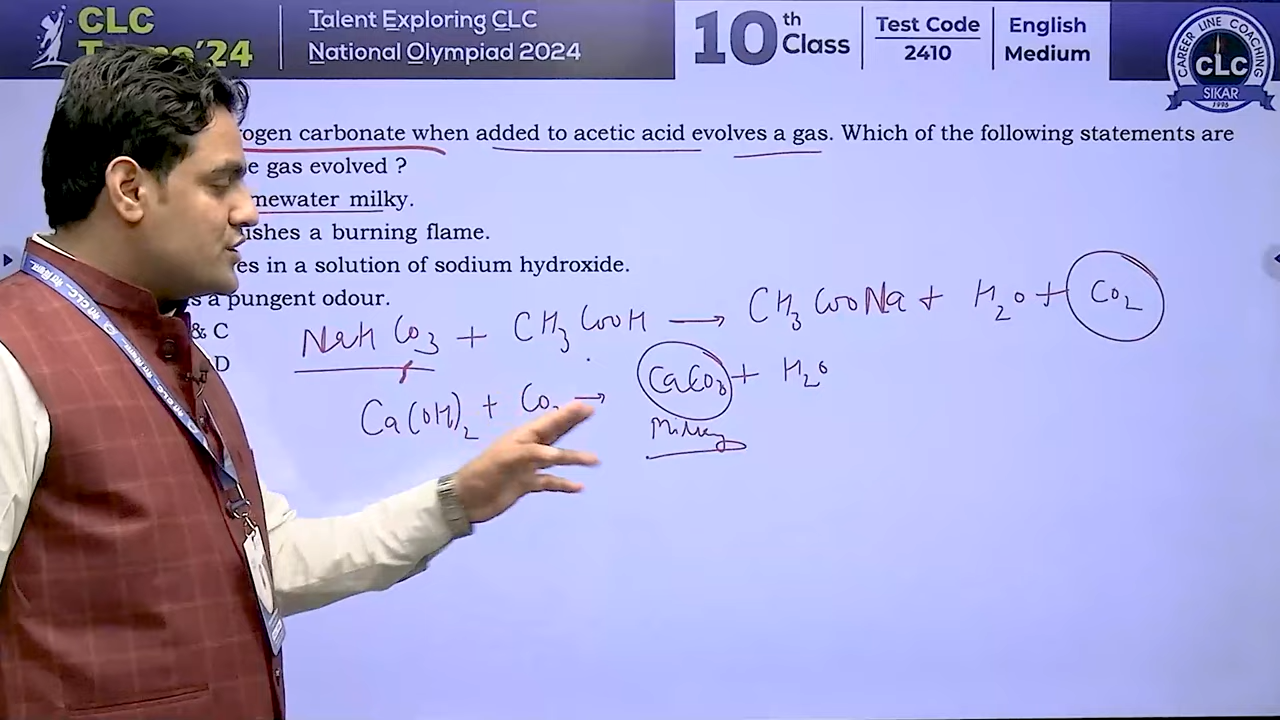 CLC
'24
Talent Exploring CLC
National Olympiad 2024
10th Class
Test Code
2410
English
Medium
CAREER LINE COACHING
CLC
SIKAR
1996
rogen carbonate when added to acetic acid evolves a gas. Which of the following statements are
e gas evolved ?
mewater milky.
ishes a burning flame.
es in a solution of sodium hydroxide.
s a pungent odour.
& C
D
NaHCO3 + CH3COOH → CH3COONa + H2O + CO2
Ca(OH)2 + CO2 → CaCO3 + H2O
Milky